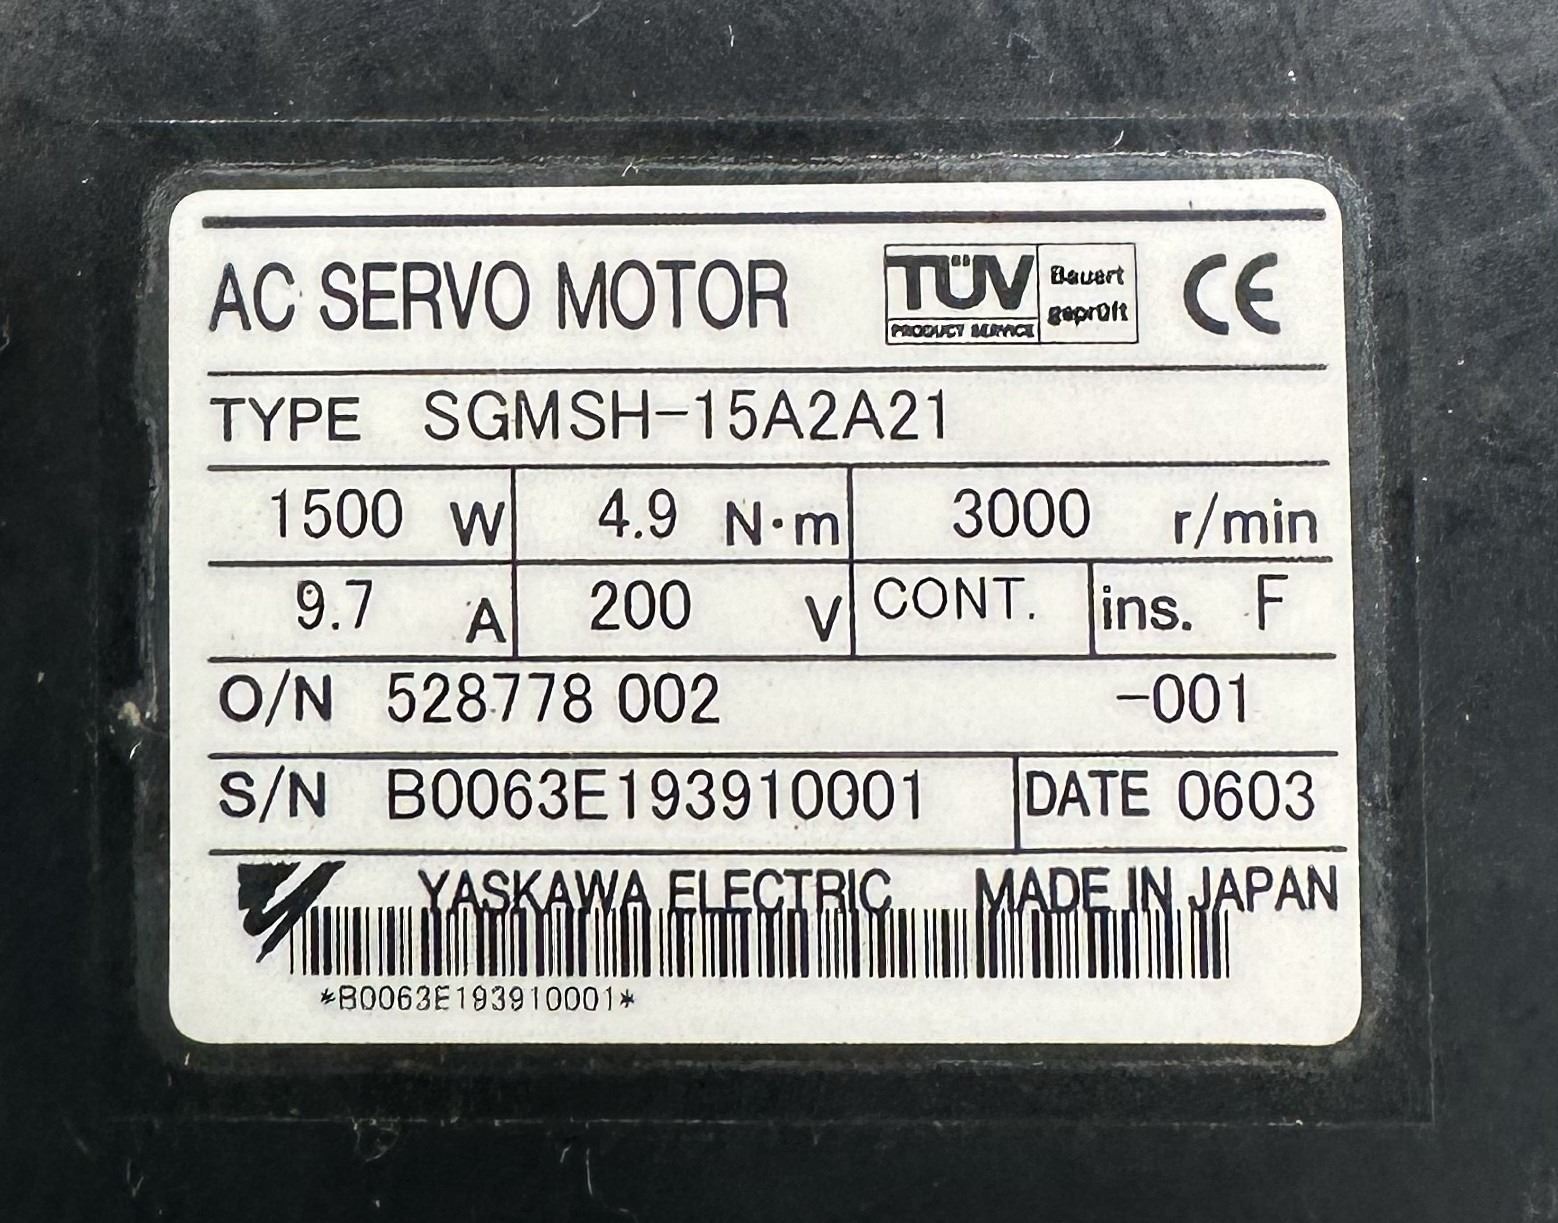 AC SERVO MOTOR TÜV PRODUCT SERVICE Bauart geprüft CE
TYPE SGMSH-15A2A21
1500 W 4.9 N·m 3000 r/min
9.7 A 200 V CONT. ins. F
O/N 528778 002 -001
S/N B0063E193910001 DATE 0603
YASKAWA ELECTRIC MADE IN JAPAN
*B0063E193910001*